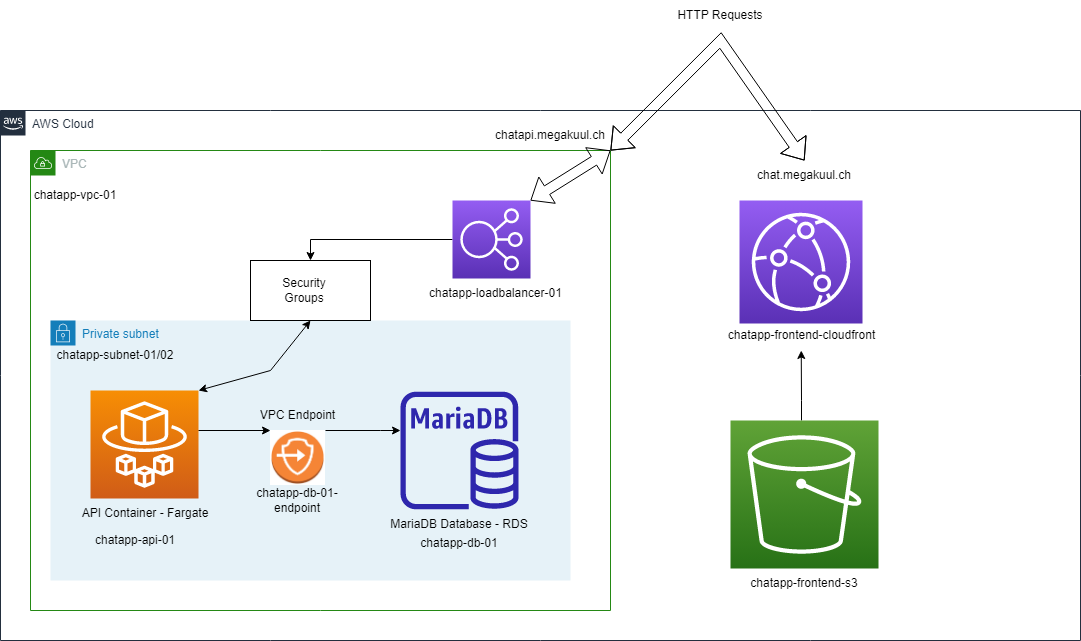 HTTP Requests
aws
AWS Cloud
chatapi.megakuul.ch
VPC
chatapp-vpc-01
chat.megakuul.ch
chatapp-loadbalancer-01
Security
Groups
chatapp-frontend-cloudfront
Private subnet
chatapp-subnet-01/02
VPC Endpoint
MariaDB
chatapp-db-01-
endpoint
API Container - Fargate
chatapp-api-01
MariaDB Database - RDS
chatapp-db-01
chatapp-frontend-s3